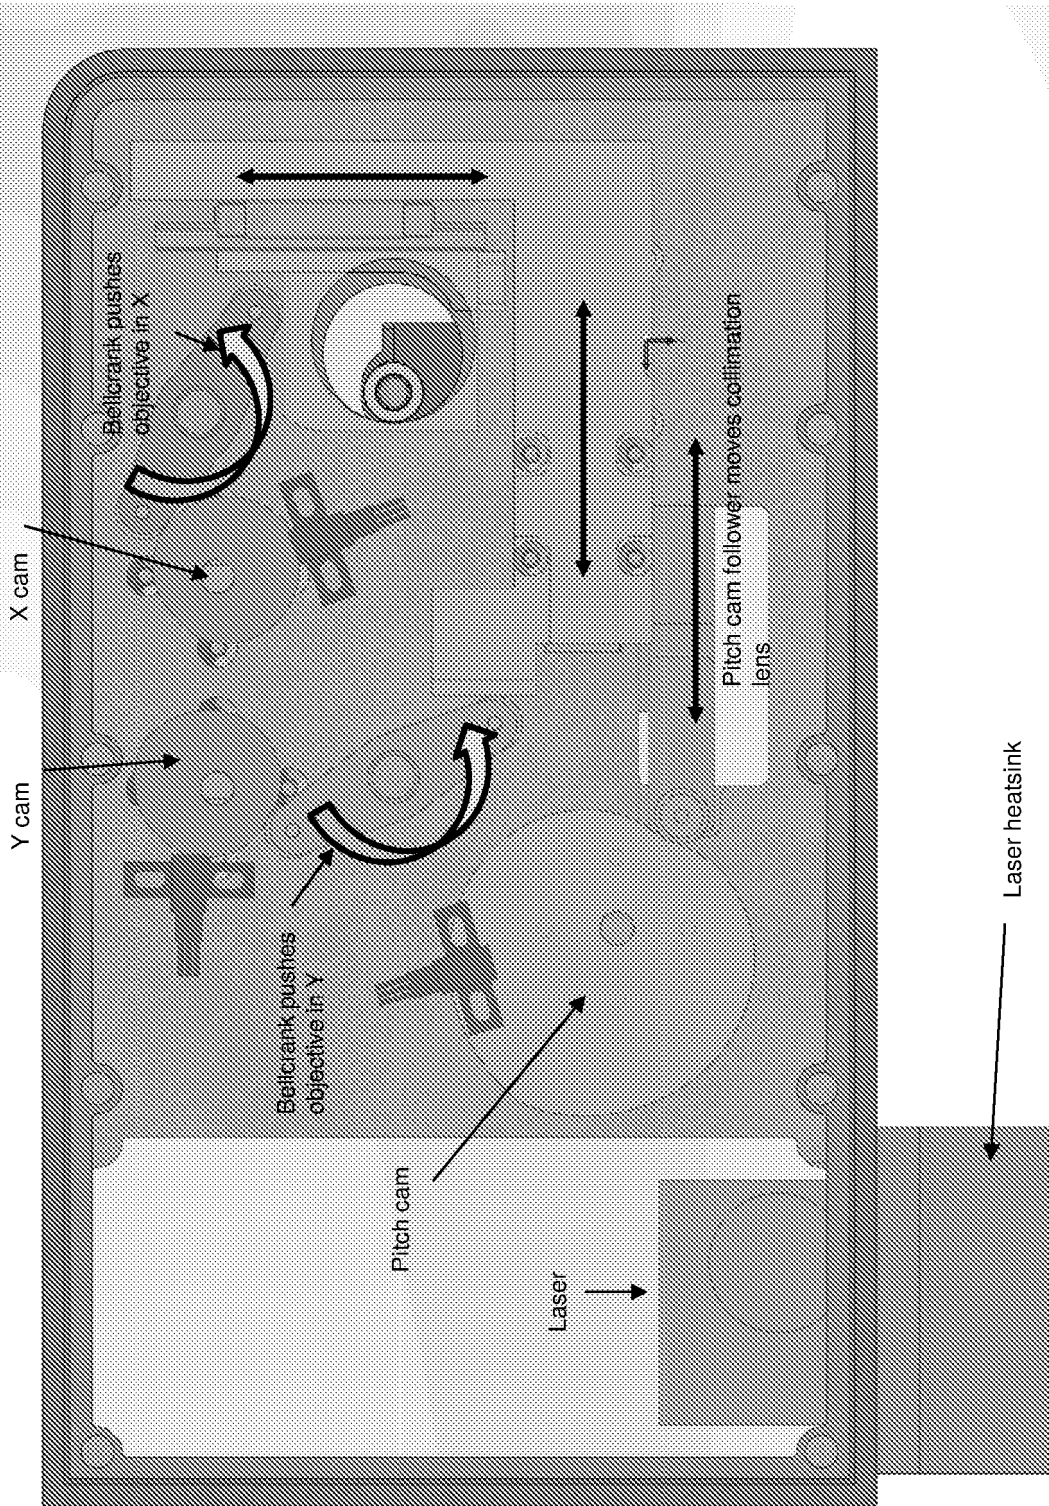 X cam
Y cam
Bellcrank pushes
objective in X
Bellcrank pushes
objective in Y
Pitch cam
Laser
Pitch cam follower moves collimation
lens
Laser heatsink